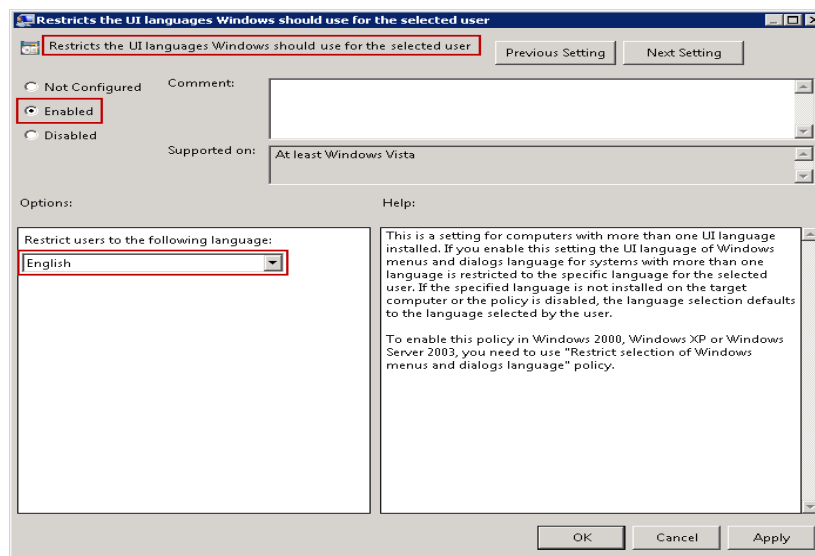 Restricts the UI languages Windows should use for the selected user
Restricts the UI languages Windows should use for the selected user
Previous Setting
Next Setting
Not Configured
Comment:
Enabled
Disabled
Supported on:
At least Windows Vista
Options:
Help:
Restrict users to the following language:
English
This is a setting for computers with more than one UI language
installed. If you enable this setting the UI language of Windows
menus and dialogs language for systems with more than one
language is restricted to the specific language for the selected
user. If the specified language is not installed on the target
computer or the policy is disabled, the language selection defaults
to the language selected by the user.
To enable this policy in Windows 2000, Windows XP or Windows
Server 2003, you need to use "Restrict selection of Windows
menus and dialogs language" policy.
OK
Cancel
Apply